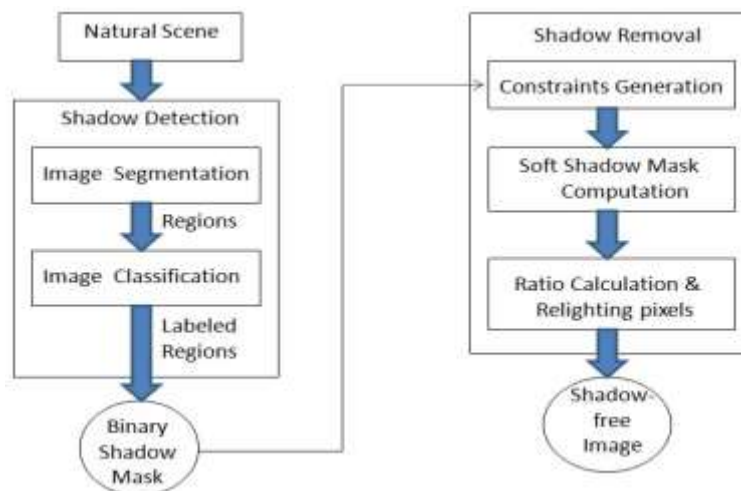 Natural Scene
Shadow Detection
Image Segmentation
Regions
Image Classification
Labeled
Regions
Binary
Shadow
Mask
Shadow Removal
Constraints Generation
Soft Shadow Mask
Computation
Ratio Calculation &
Relighting pixels
Shadow-
free
Image